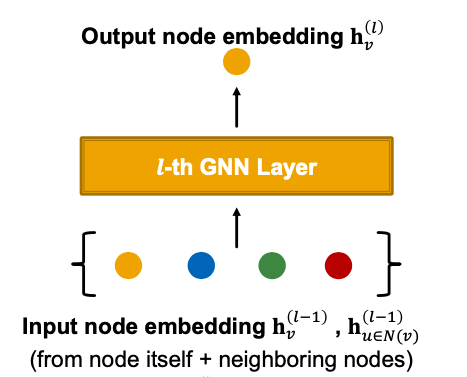 Output node embedding $\mathbf{h}_v^{(l)}$
l-th GNN Layer
Input node embedding $\mathbf{h}_v^{(l-1)}$ , $\mathbf{h}_{u \in N(v)}^{(l-1)}$
(from node itself + neighboring nodes)